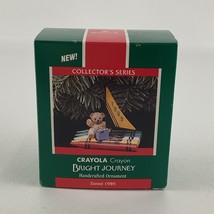 NEW!
COLLECTOR'S SERIES
CRAYOLA Crayon
BRIGHT JOURNEY
Handcrafted Ornament
Dated 1989